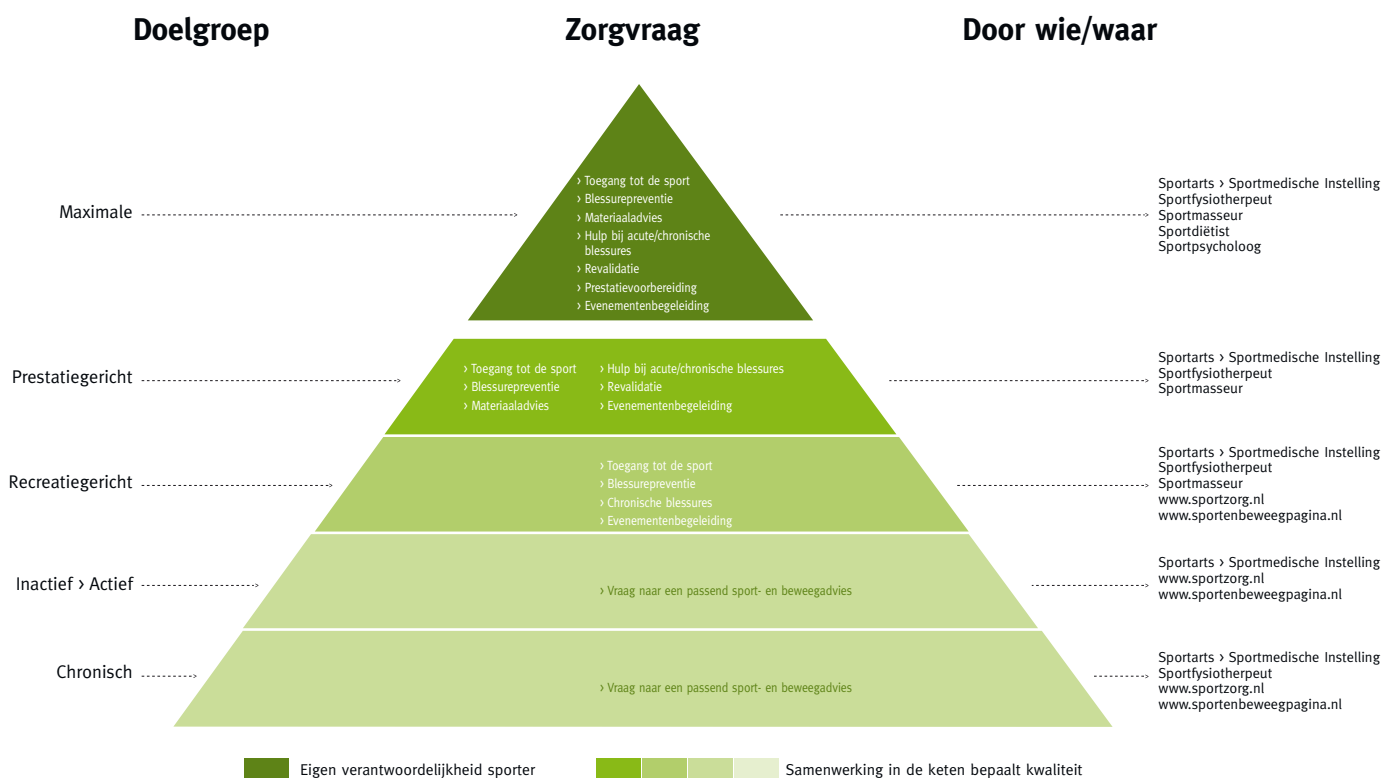 Doelgroep
Zorgvraag
Door wie/waar
Maximale
› Toegang tot de sport
› Blessurepreventie
› Materiaaladvies
› Hulp bij acute/chronische
blessures
› Revalidatie
› Prestatievoorbereiding
› Evenementenbegeleiding
Sportarts › Sportmedische Instelling
Sportfysiotherpeut
Sportmasseur
Sportdiëtist
Sportpsycholoog
Prestatiegericht
› Toegang tot de sport
› Blessurepreventie
› Materiaaladvies
› Hulp bij acute/chronische blessures
› Revalidatie
› Evenementenbegeleiding
Sportarts › Sportmedische Instelling
Sportfysiotherpeut
Sportmasseur
Recreatiegericht
› Toegang tot de sport
› Blessurepreventie
› Chronische blessures
› Evenementenbegeleiding
Sportarts › Sportmedische Instelling
Sportfysiotherpeut
Sportmasseur
www.sportzorg.nl
www.sportenbeweegpagina.nl
Inactief › Actief
› Vraag naar een passend sport- en beweegadvies
Sportarts › Sportmedische Instelling
www.sportzorg.nl
www.sportenbeweegpagina.nl
Chronisch
› Vraag naar een passend sport- en beweegadvies
Sportarts › Sportmedische Instelling
Sportfysiotherpeut
www.sportzorg.nl
www.sportenbeweegpagina.nl
Eigen verantwoordelijkheid sporter
Samenwerking in de keten bepaalt kwaliteit